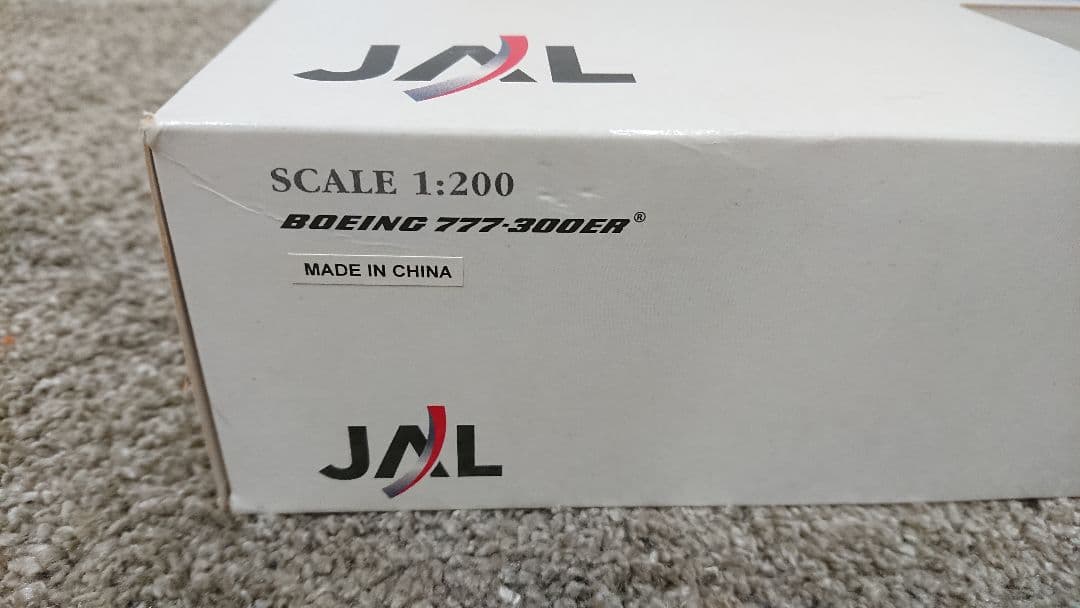 JAL
SCALE 1:200
BOEING 777-300ER®
MADE IN CHINA
JAL